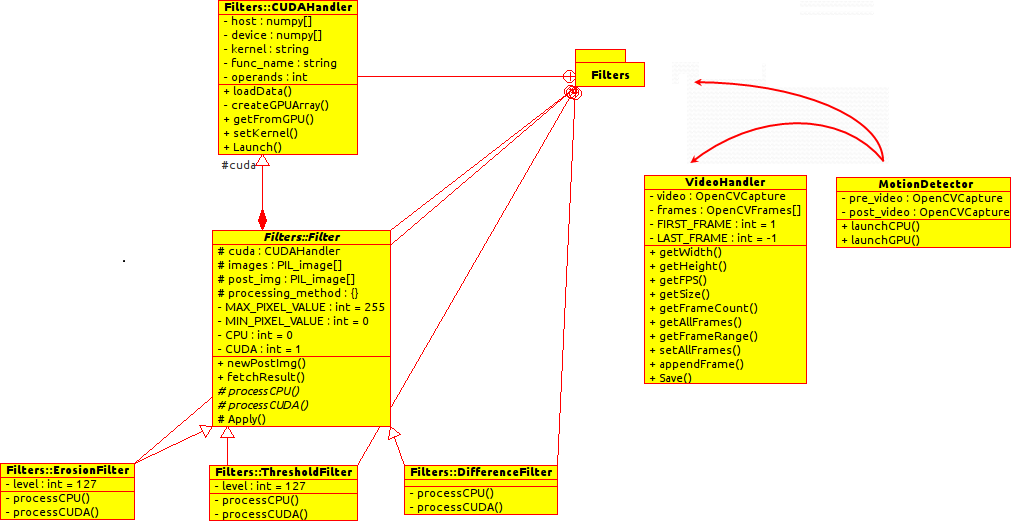 Filters::CUDAHandler
- host : numpy[]
- device : numpy[]
- kernel : string
- func_name : string
- operands : int
+ loadData()
- createGPUArray()
+ getFromGPU()
+ setKernel()
+ Launch()
#cuda
Filters
Filters::Filter
# cuda : CUDAHandler
# images : PIL_image[]
# post_img : PIL_image[]
# processing_method : {}
- MAX_PIXEL_VALUE : int = 255
- MIN_PIXEL_VALUE : int = 0
- CPU : int = 0
- CUDA : int = 1
+ newPostImg()
+ fetchResult()
# processCPU()
# processCUDA()
# Apply()
VideoHandler
- video : OpenCVCapture
- frames : OpenCVFrames[]
- FIRST_FRAME : int = 1
- LAST_FRAME : int = -1
+ getWidth()
+ getHeight()
+ getFPS()
+ getSize()
+ getFrameCount()
+ getAllFrames()
+ getFrameRange()
+ setAllFrames()
+ appendFrame()
+ Save()
MotionDetector
- pre_video : OpenCVCapture
- post_video : OpenCVCapture
+ launchCPU()
+ launchGPU()
Filters::ErosionFilter
- level : int = 127
- processCPU()
- processCUDA()
Filters::ThresholdFilter
- level : int = 127
- processCPU()
- processCUDA()
Filters::DifferenceFilter
- processCPU()
- processCUDA()